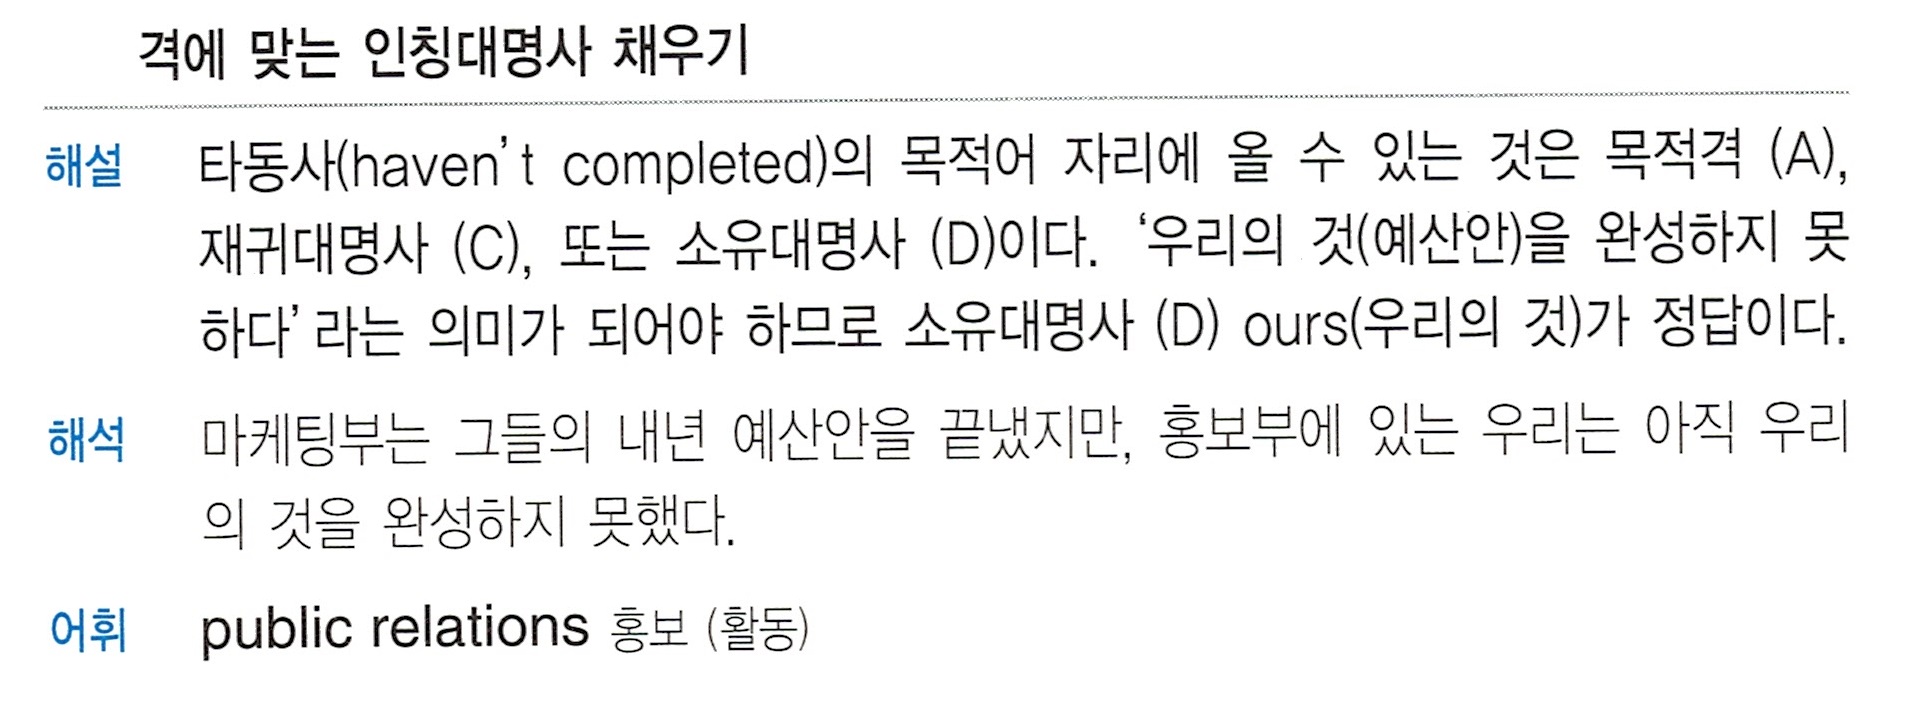 격에 맞는 인칭대명사 채우기
해설 타동사(haven't completed)의 목적어 자리에 올 수 있는 것은 목적격 (A),
재귀대명사 (C), 또는 소유대명사 (D)이다. ‘우리의 것(예산안)을 완성하지 못
하다’라는 의미가 되어야 하므로 소유대명사 (D) ours(우리의 것)가 정답이다.
해석 마케팅부는 그들의 내년 예산안을 끝냈지만, 홍보부에 있는 우리는 아직 우리
의 것을 완성하지 못했다.
어휘 public relations 홍보 (활동)